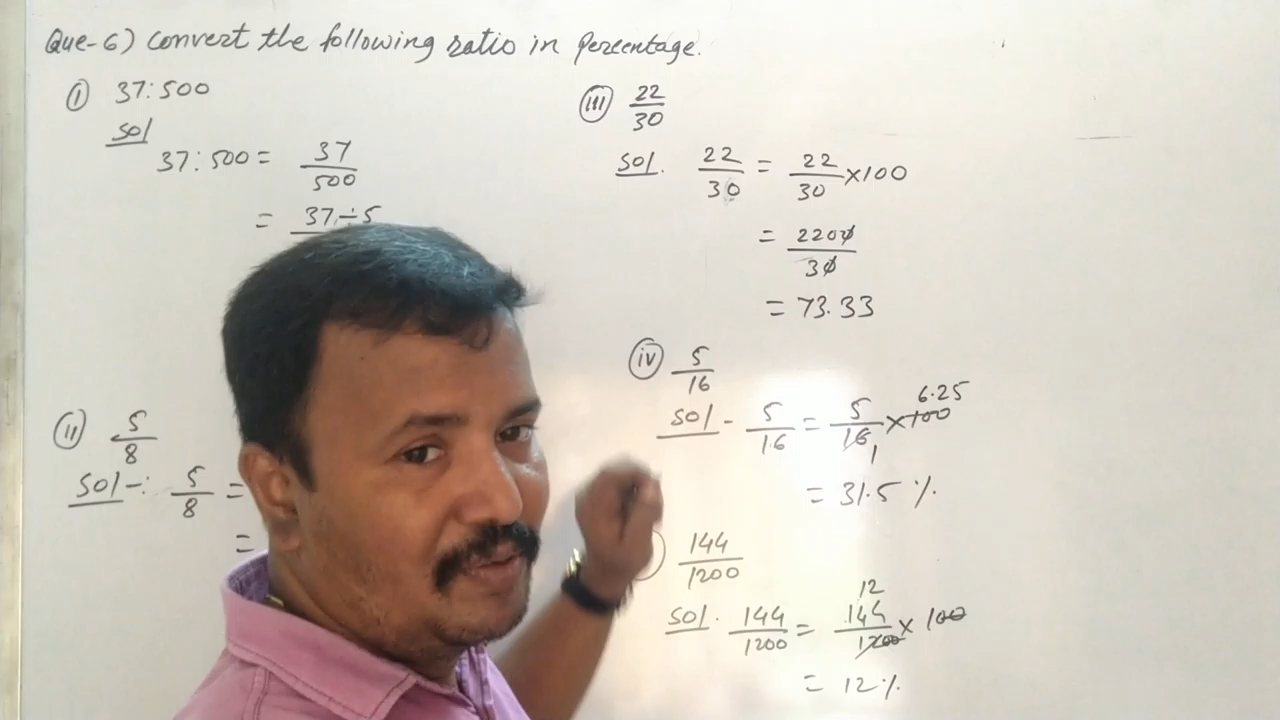 Que-6) Convert the following ratio in Percentage.
(i) 37:500
Sol
37:500 = 37/500
= 37÷5
(ii) 5/8
Sol-: 5/8 =
=
(iii) 22/30
Sol. 22/30 = 22/30 ×100
= 2200/30
= 73.33
(iv) 5/16
6.25
Sol - 5/16 = 5/16 ×100
1
= 31.5 %.
144/1200
12
Sol. 144/1200 = 144/1200 × 100
= 12%.